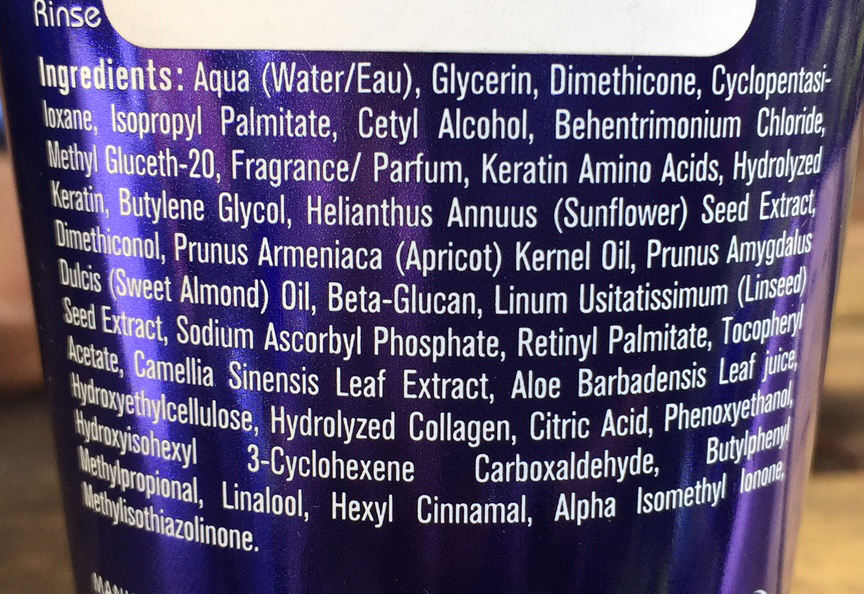 Rinse
Ingredients: Aqua (Water/Eau), Glycerin, Dimethicone, Cyclopentasi-
loxane, Isopropyl Palmitate, Cetyl Alcohol, Behentrimonium Chloride,
Methyl Gluceth-20, Fragrance/ Parfum, Keratin Amino Acids, Hydrolyzed
Keratin, Butylene Glycol, Helianthus Annuus (Sunflower) Seed Extract,
Dimethiconol, Prunus Armeniaca (Apricot) Kernel Oil, Prunus Amygdalus
Dulcis (Sweet Almond) Oil, Beta-Glucan, Linum Usitatissimum (Linseed)
Seed Extract, Sodium Ascorbyl Phosphate, Retinyl Palmitate, Tocopheryl
Acetate, Camellia Sinensis Leaf Extract, Aloe Barbadensis Leaf juice,
Hydroxyethylcellulose, Hydrolyzed Collagen, Citric Acid, Phenoxyethanol,
Hydroxyisohexyl 3-Cyclohexene Carboxaldehyde, Butylphenyl
Methylpropional, Linalool, Hexyl Cinnamal, Alpha Isomethyl Ionone,
Methylisothiazolinone.